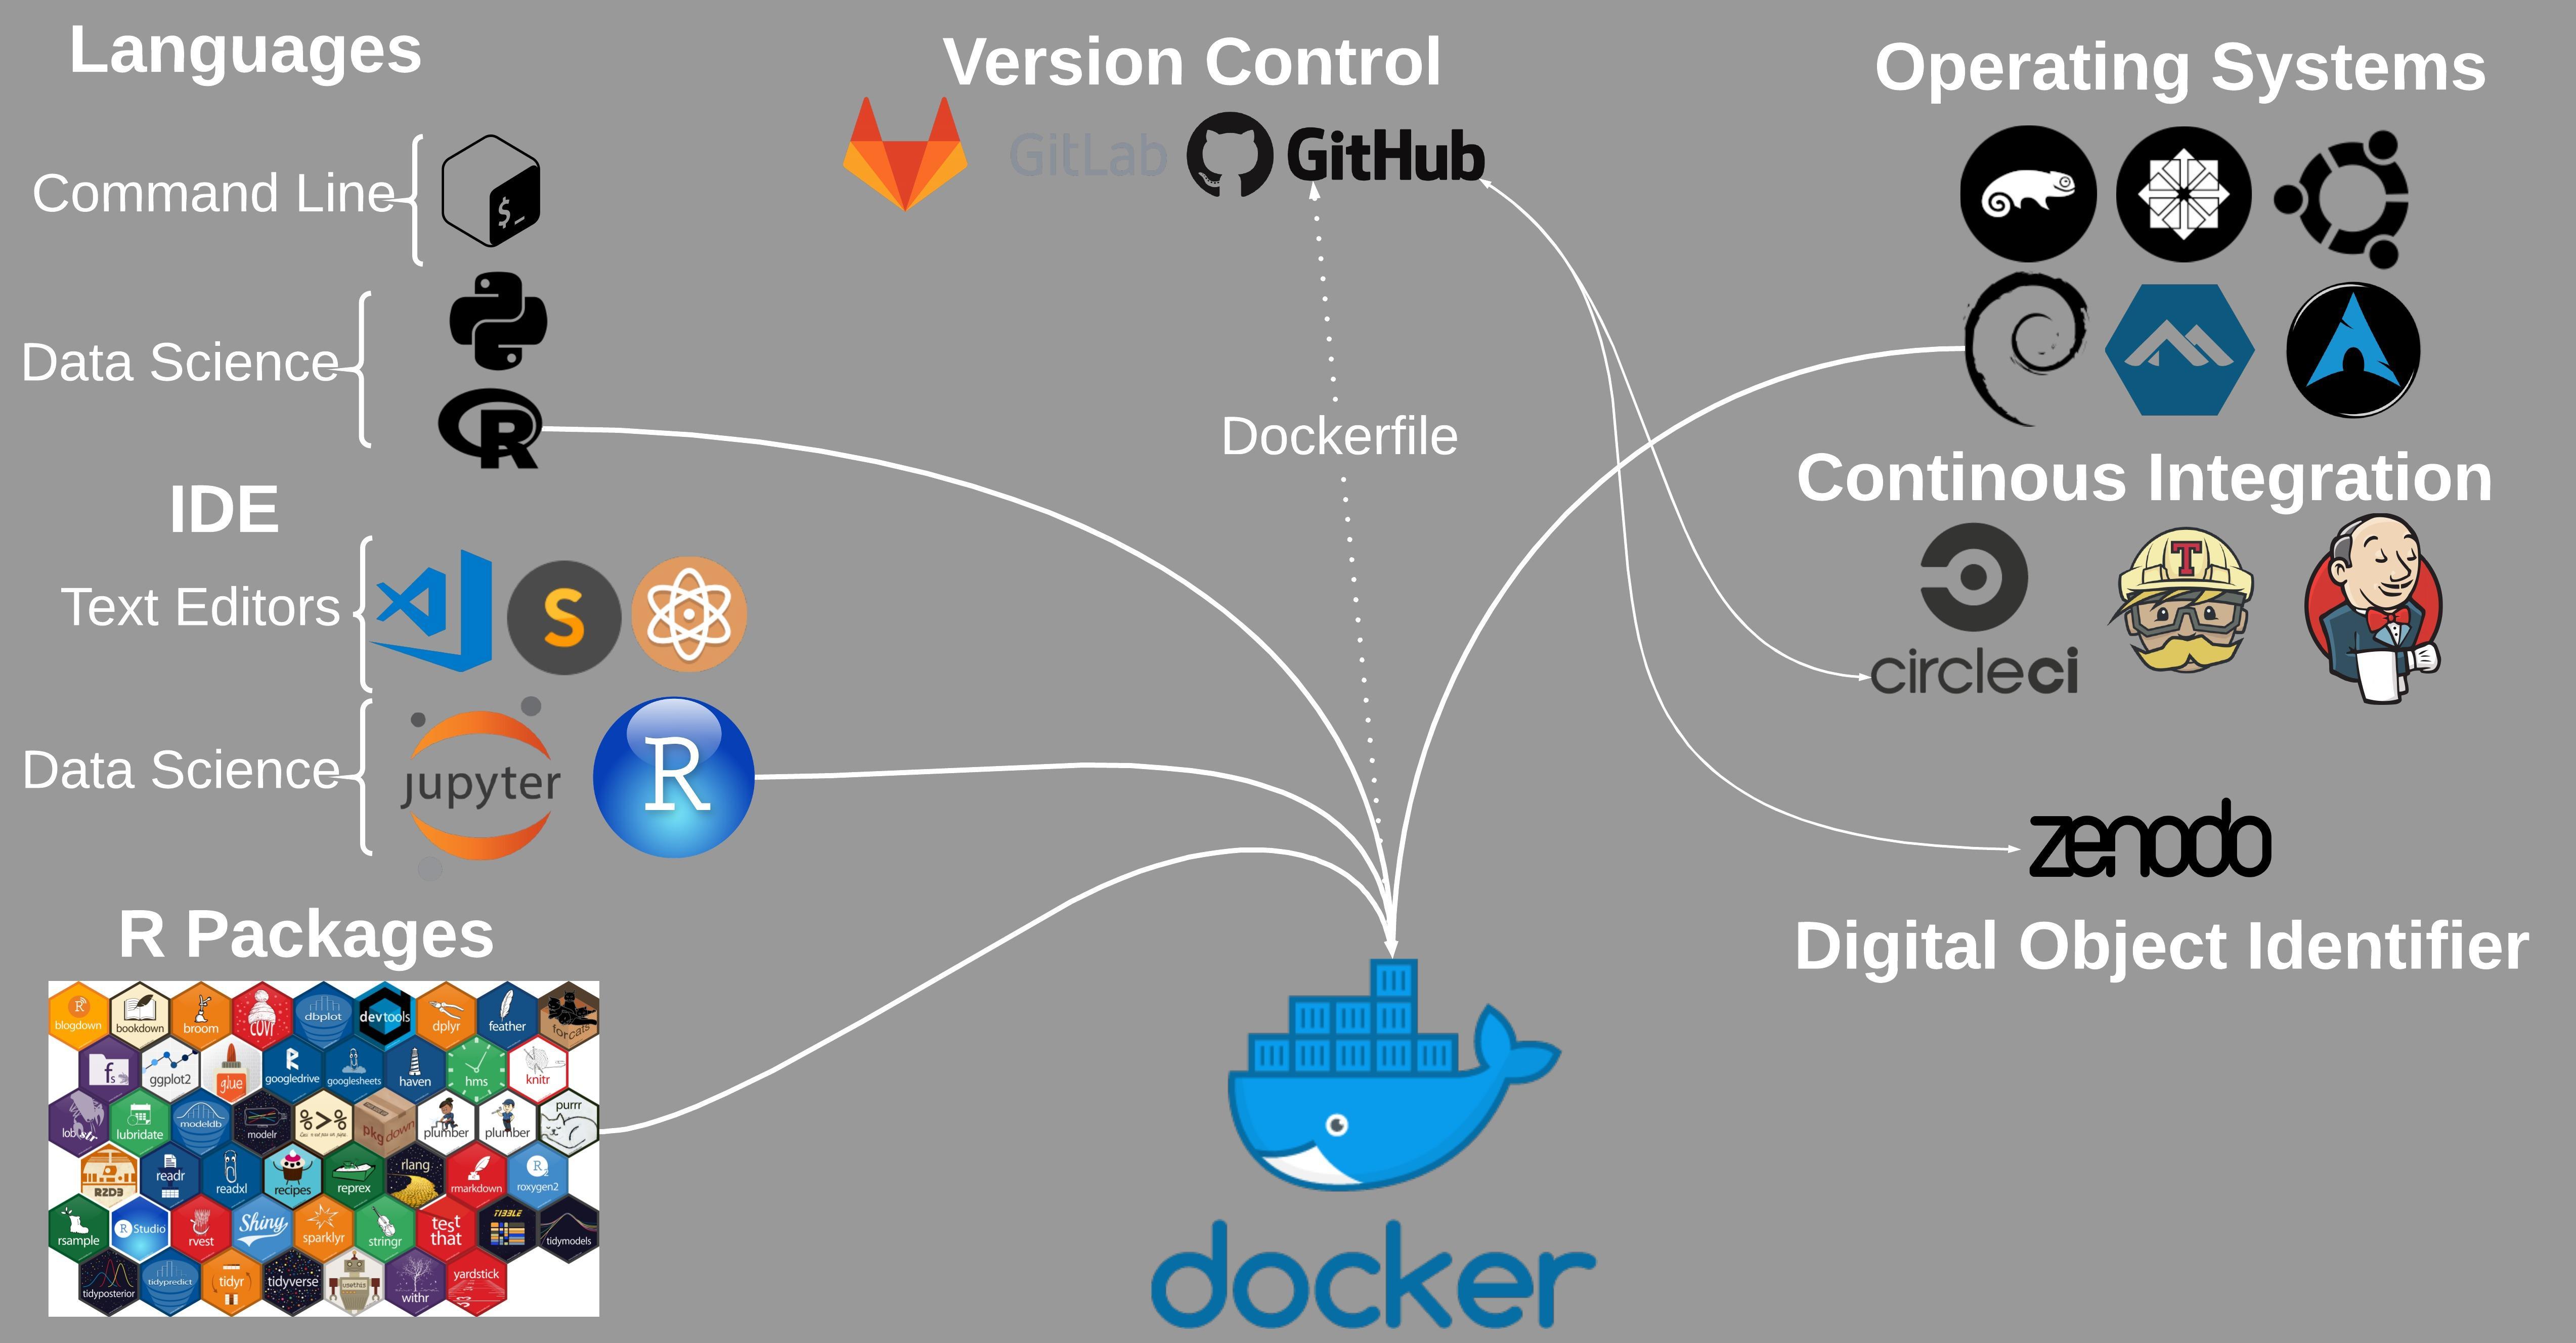 Languages
Command Line
$_
Data Science
R
IDE
Text Editors
S
Data Science
jupyter
R
R Packages
R
blogdown
bookdown
broom
covr
dbplot
devtools
dplyr
feather
forcats
fs
ggplot2
glue
googledrive
googlesheets
haven
hms
knitr
lobstr
lubridate
modeldb
modelr
%>%
pkgdown
plumber
plumber
purrr
R2D3
readr
readxl
recipes
reprex
rlang
rmarkdown
roxygen2
rsample
R Studio
rvest
Shiny
sparklyr
stringr
test
that
TIBBLE
tidymodels
tidyposterior
tidypredict
tidyr
tidyverse
usethis
withr
yardstick
Version Control
GitLab
GitHub
Dockerfile
docker
Operating Systems
Continous Integration
circleci
T
zenodo
Digital Object Identifier